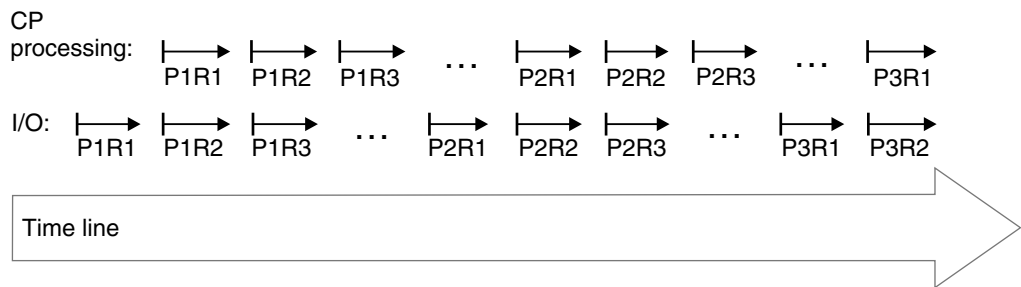 CP
processing:
P1R1 P1R2 P1R3 ... P2R1 P2R2 P2R3 ... P3R1
I/O:
P1R1 P1R2 P1R3 ... P2R1 P2R2 P2R3 ... P3R1 P3R2
Time line